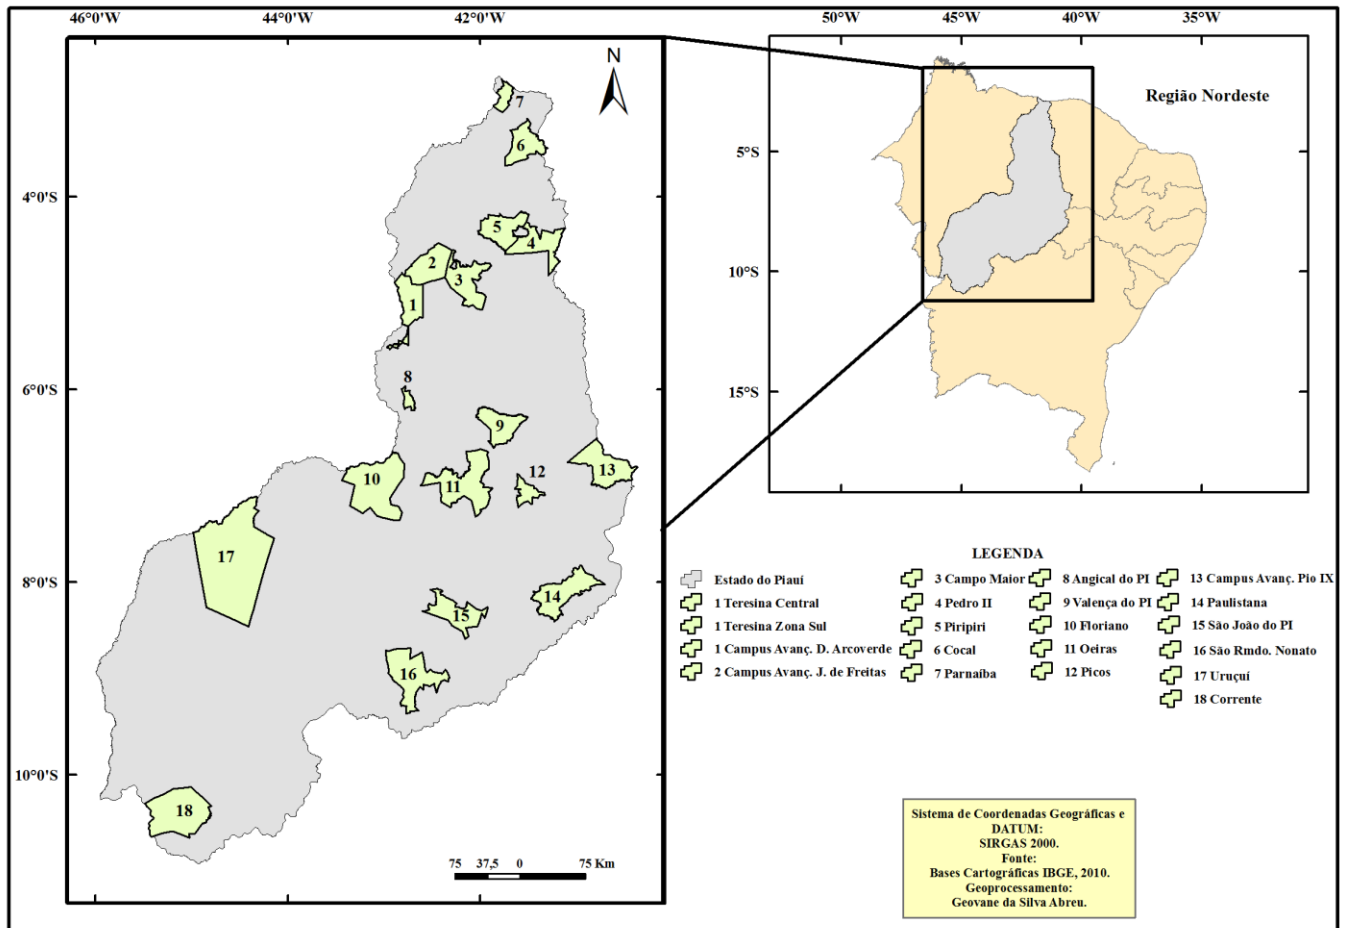 46°0'W 44°0'W 42°0'W
50°W 45°W 40°W 35°W
N
Região Nordeste
5°S
10°S
15°S
4°0'S
6°0'S
8°0'S
10°0'S
7
6
5
4
2
3
1
8
9
10
11
12
13
17
14
15
16
18
75 37,5 0 75 Km
LEGENDA
Estado do Piauí
1 Teresina Central
1 Teresina Zona Sul
1 Campus Avanç. D. Arcoverde
2 Campus Avanç. J. de Freitas
3 Campo Maior
4 Pedro II
5 Piripiri
6 Cocal
7 Parnaíba
8 Angical do PI
9 Valença do PI
10 Floriano
11 Oeiras
12 Picos
13 Campus Avanç. Pio IX
14 Paulistana
15 São João do PI
16 São Rmdo. Nonato
17 Uruçuí
18 Corrente
Sistema de Coordenadas Geográficas e
DATUM:
SIRGAS 2000.
Fonte:
Bases Cartográficas IBGE, 2010.
Geoprocessamento:
Geovane da Silva Abreu.